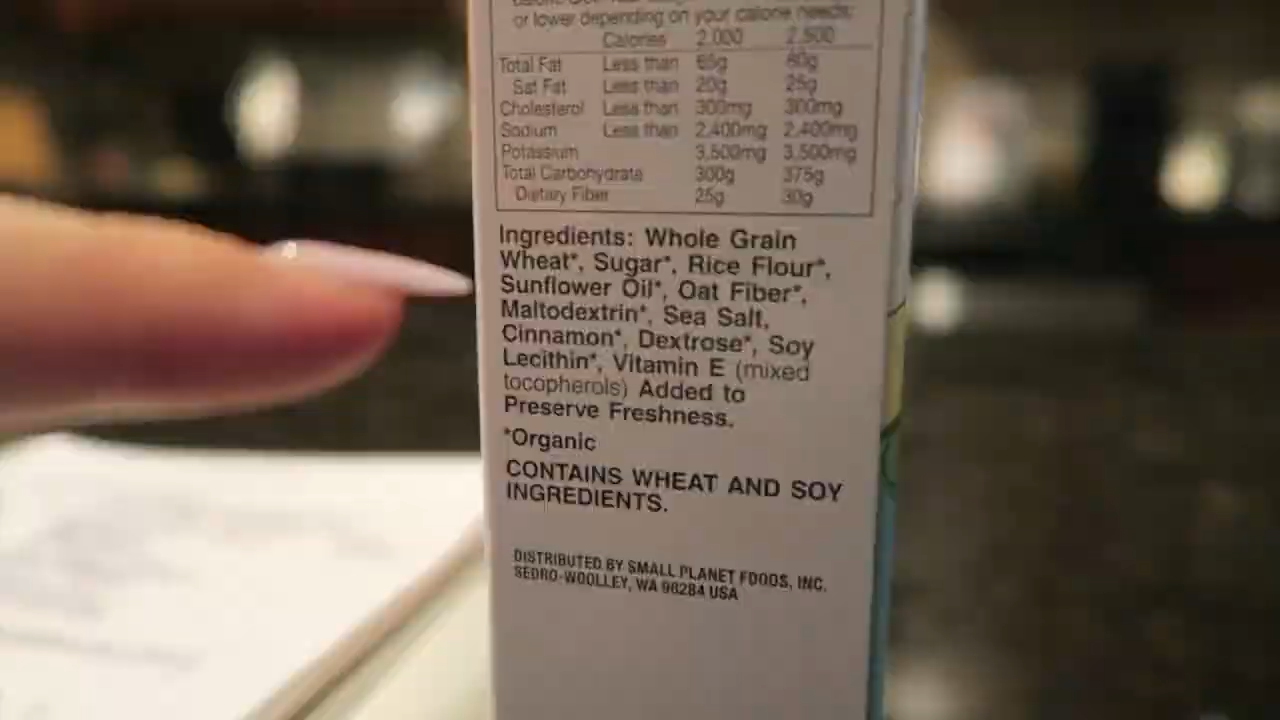 or lower depending on your calorie needs:
Calories 2,000 2,500
Total Fat Less than 65g 80g
Sat Fat Less than 20g 25g
Cholesterol Less than 300mg 300mg
Sodium Less than 2,400mg 2,400mg
Potassium 3,500mg 3,500mg
Total Carbohydrate 300g 375g
Dietary Fiber 25g 30g
Ingredients: Whole Grain
Wheat*, Sugar*, Rice Flour*,
Sunflower Oil*, Oat Fiber*,
Maltodextrin*, Sea Salt,
Cinnamon*, Dextrose*, Soy
Lecithin*, Vitamin E (mixed
tocopherols) Added to
Preserve Freshness.
*Organic
CONTAINS WHEAT AND SOY
INGREDIENTS.
DISTRIBUTED BY SMALL PLANET FOODS, INC.
SEDRO-WOOLLEY, WA 98284 USA